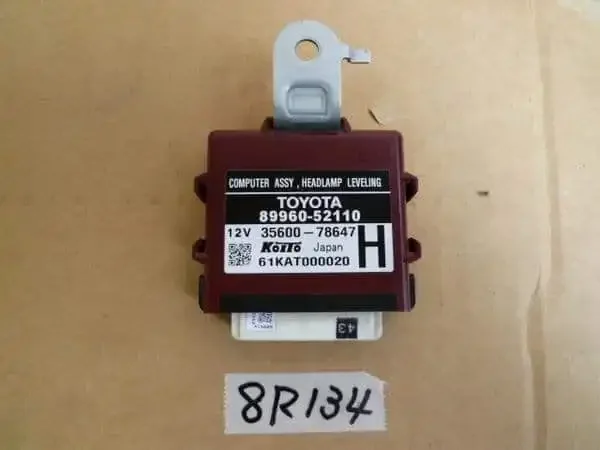 COMPUTER ASSY , HEADLAMP LEVELING
TOYOTA
89960-52110
12V 35600-78647 H
KOITO Japan
61KAT000020
43
8R134